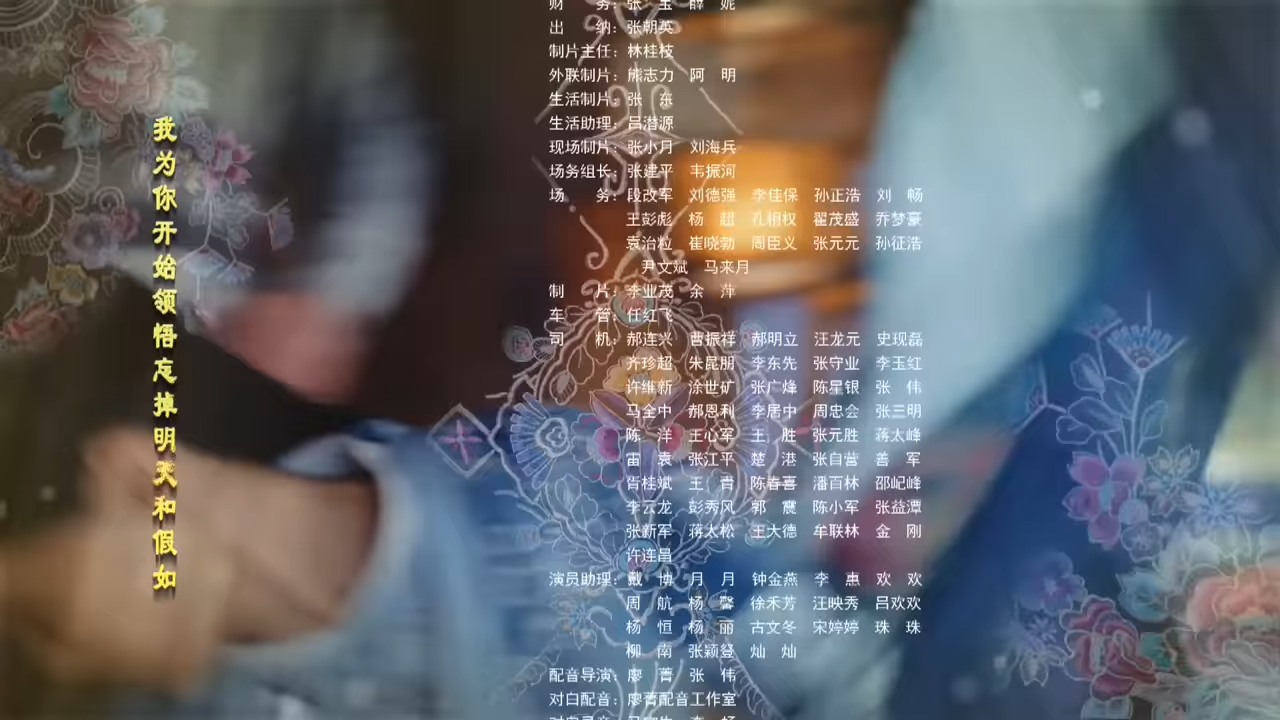 我为你开始领悟忘掉明天和假如
财 务：张 宝 薛 妮
出 纳：张朝英
制片主任：林桂枝
外联制片：熊志力 阿 明
生活制片：张 东
生活助理：吕潜源
现场制片：张小月 刘海兵
场务组长：张建平 韦振河
场 务：段改军 刘德强 李佳保 孙正浩 刘 畅
王彭彪 杨 超 孔相权 翟茂盛 乔梦豪
袁治粒 崔晓勃 周臣义 张元元 孙征浩
尹文斌 马来月
制 片：李业茂 余 萍
车 管：任红飞
司 机：郝连兴 曹振祥 郝明立 汪龙元 史现磊
齐珍超 朱昆朋 李东先 张守业 李玉红
许维新 涂世矿 张广烽 陈星银 张 伟
马全中 郝恩利 李居中 周忠会 张三明
陈 洋 王心军 王 胜 张元胜 蒋太峰
雷 袁 张江平 楚 港 张自营 善 军
肖桂斌 王 青 陈春喜 潘百林 邵屺峰
李云龙 彭秀风 郭 震 陈小军 张益潭
张新军 蒋太松 王大德 牟联林 金 刚
许连昌
演员助理：戴 博 月 月 钟金燕 李 惠 欢 欢
周 航 杨 馨 徐禾芳 汪映秀 吕欢欢
杨 恒 杨 丽 古文冬 宋婷婷 珠 珠
柳 南 张颖登 灿 灿
配音导演：廖 菁 张 伟
对白配音：廖菁配音工作室